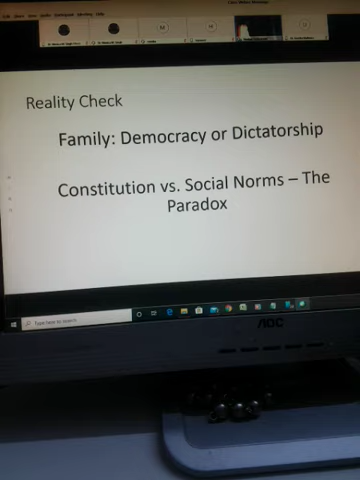 M
M
D
Reality Check
Family: Democracy or Dictatorship
Constitution vs. Social Norms – The
Paradox
Type here to search
AOC